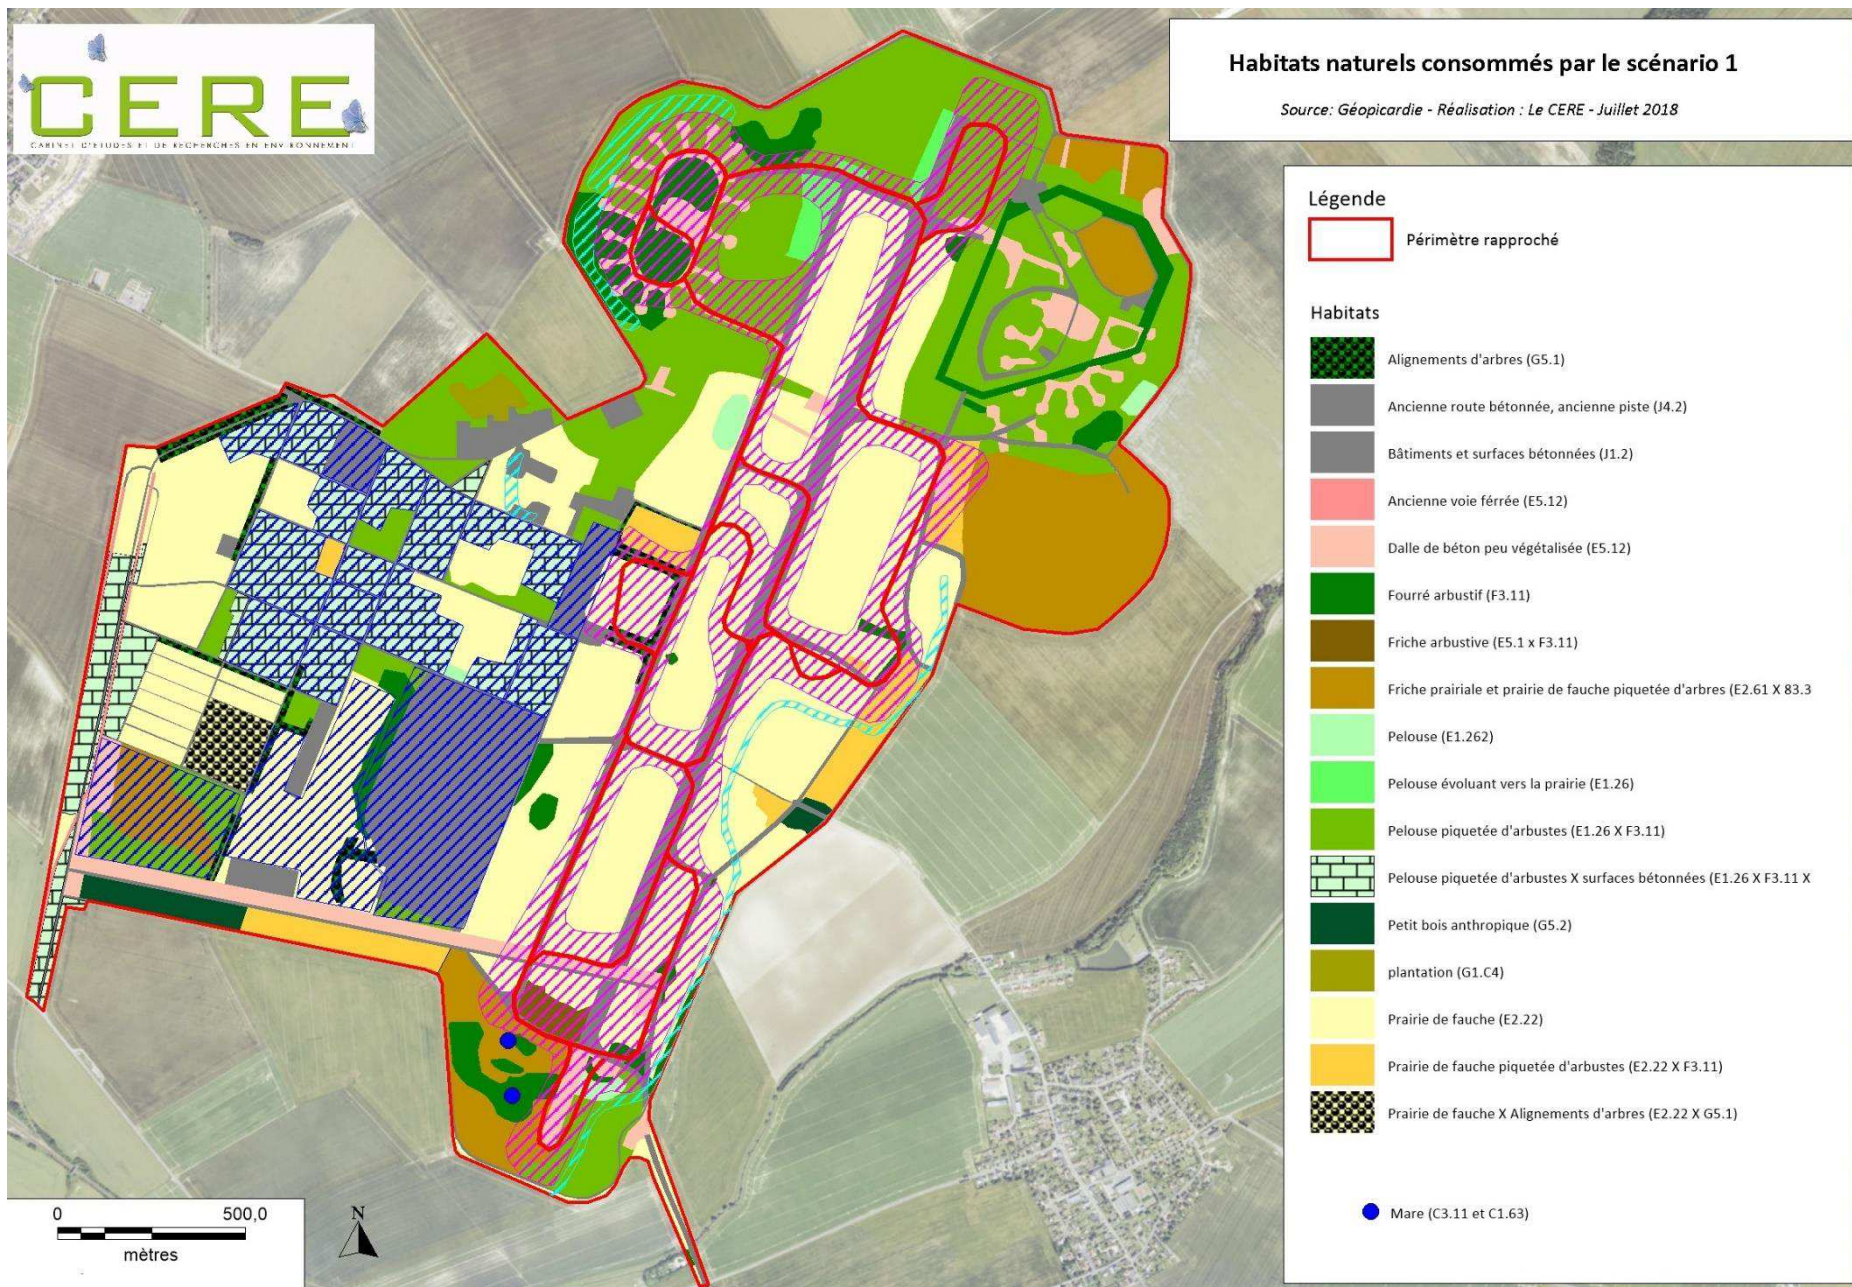 CERE
CABINET D'ETUDES ET DE RECHERCHES EN ENVIRONNEMENT
Habitats naturels consommés par le scénario 1
Source: Géopicardie - Réalisation : Le CERE - Juillet 2018
Légende
Périmètre rapproché
Habitats
Alignements d'arbres (G5.1)
Ancienne route bétonnée, ancienne piste (J4.2)
Bâtiments et surfaces bétonnées (J1.2)
Ancienne voie férrée (E5.12)
Dalle de béton peu végétalisée (E5.12)
Fourré arbustif (F3.11)
Friche arbustive (E5.1 x F3.11)
Friche prairiale et prairie de fauche piquetée d'arbres (E2.61 X 83.3
Pelouse (E1.262)
Pelouse évoluant vers la prairie (E1.26)
Pelouse piquetée d'arbustes (E1.26 X F3.11)
Pelouse piquetée d'arbustes X surfaces bétonnées (E1.26 X F3.11 X
Petit bois anthropique (G5.2)
plantation (G1.C4)
Prairie de fauche (E2.22)
Prairie de fauche piquetée d'arbustes (E2.22 X F3.11)
Prairie de fauche X Alignements d'arbres (E2.22 X G5.1)
Mare (C3.11 et C1.63)
0 500,0
mètres
N